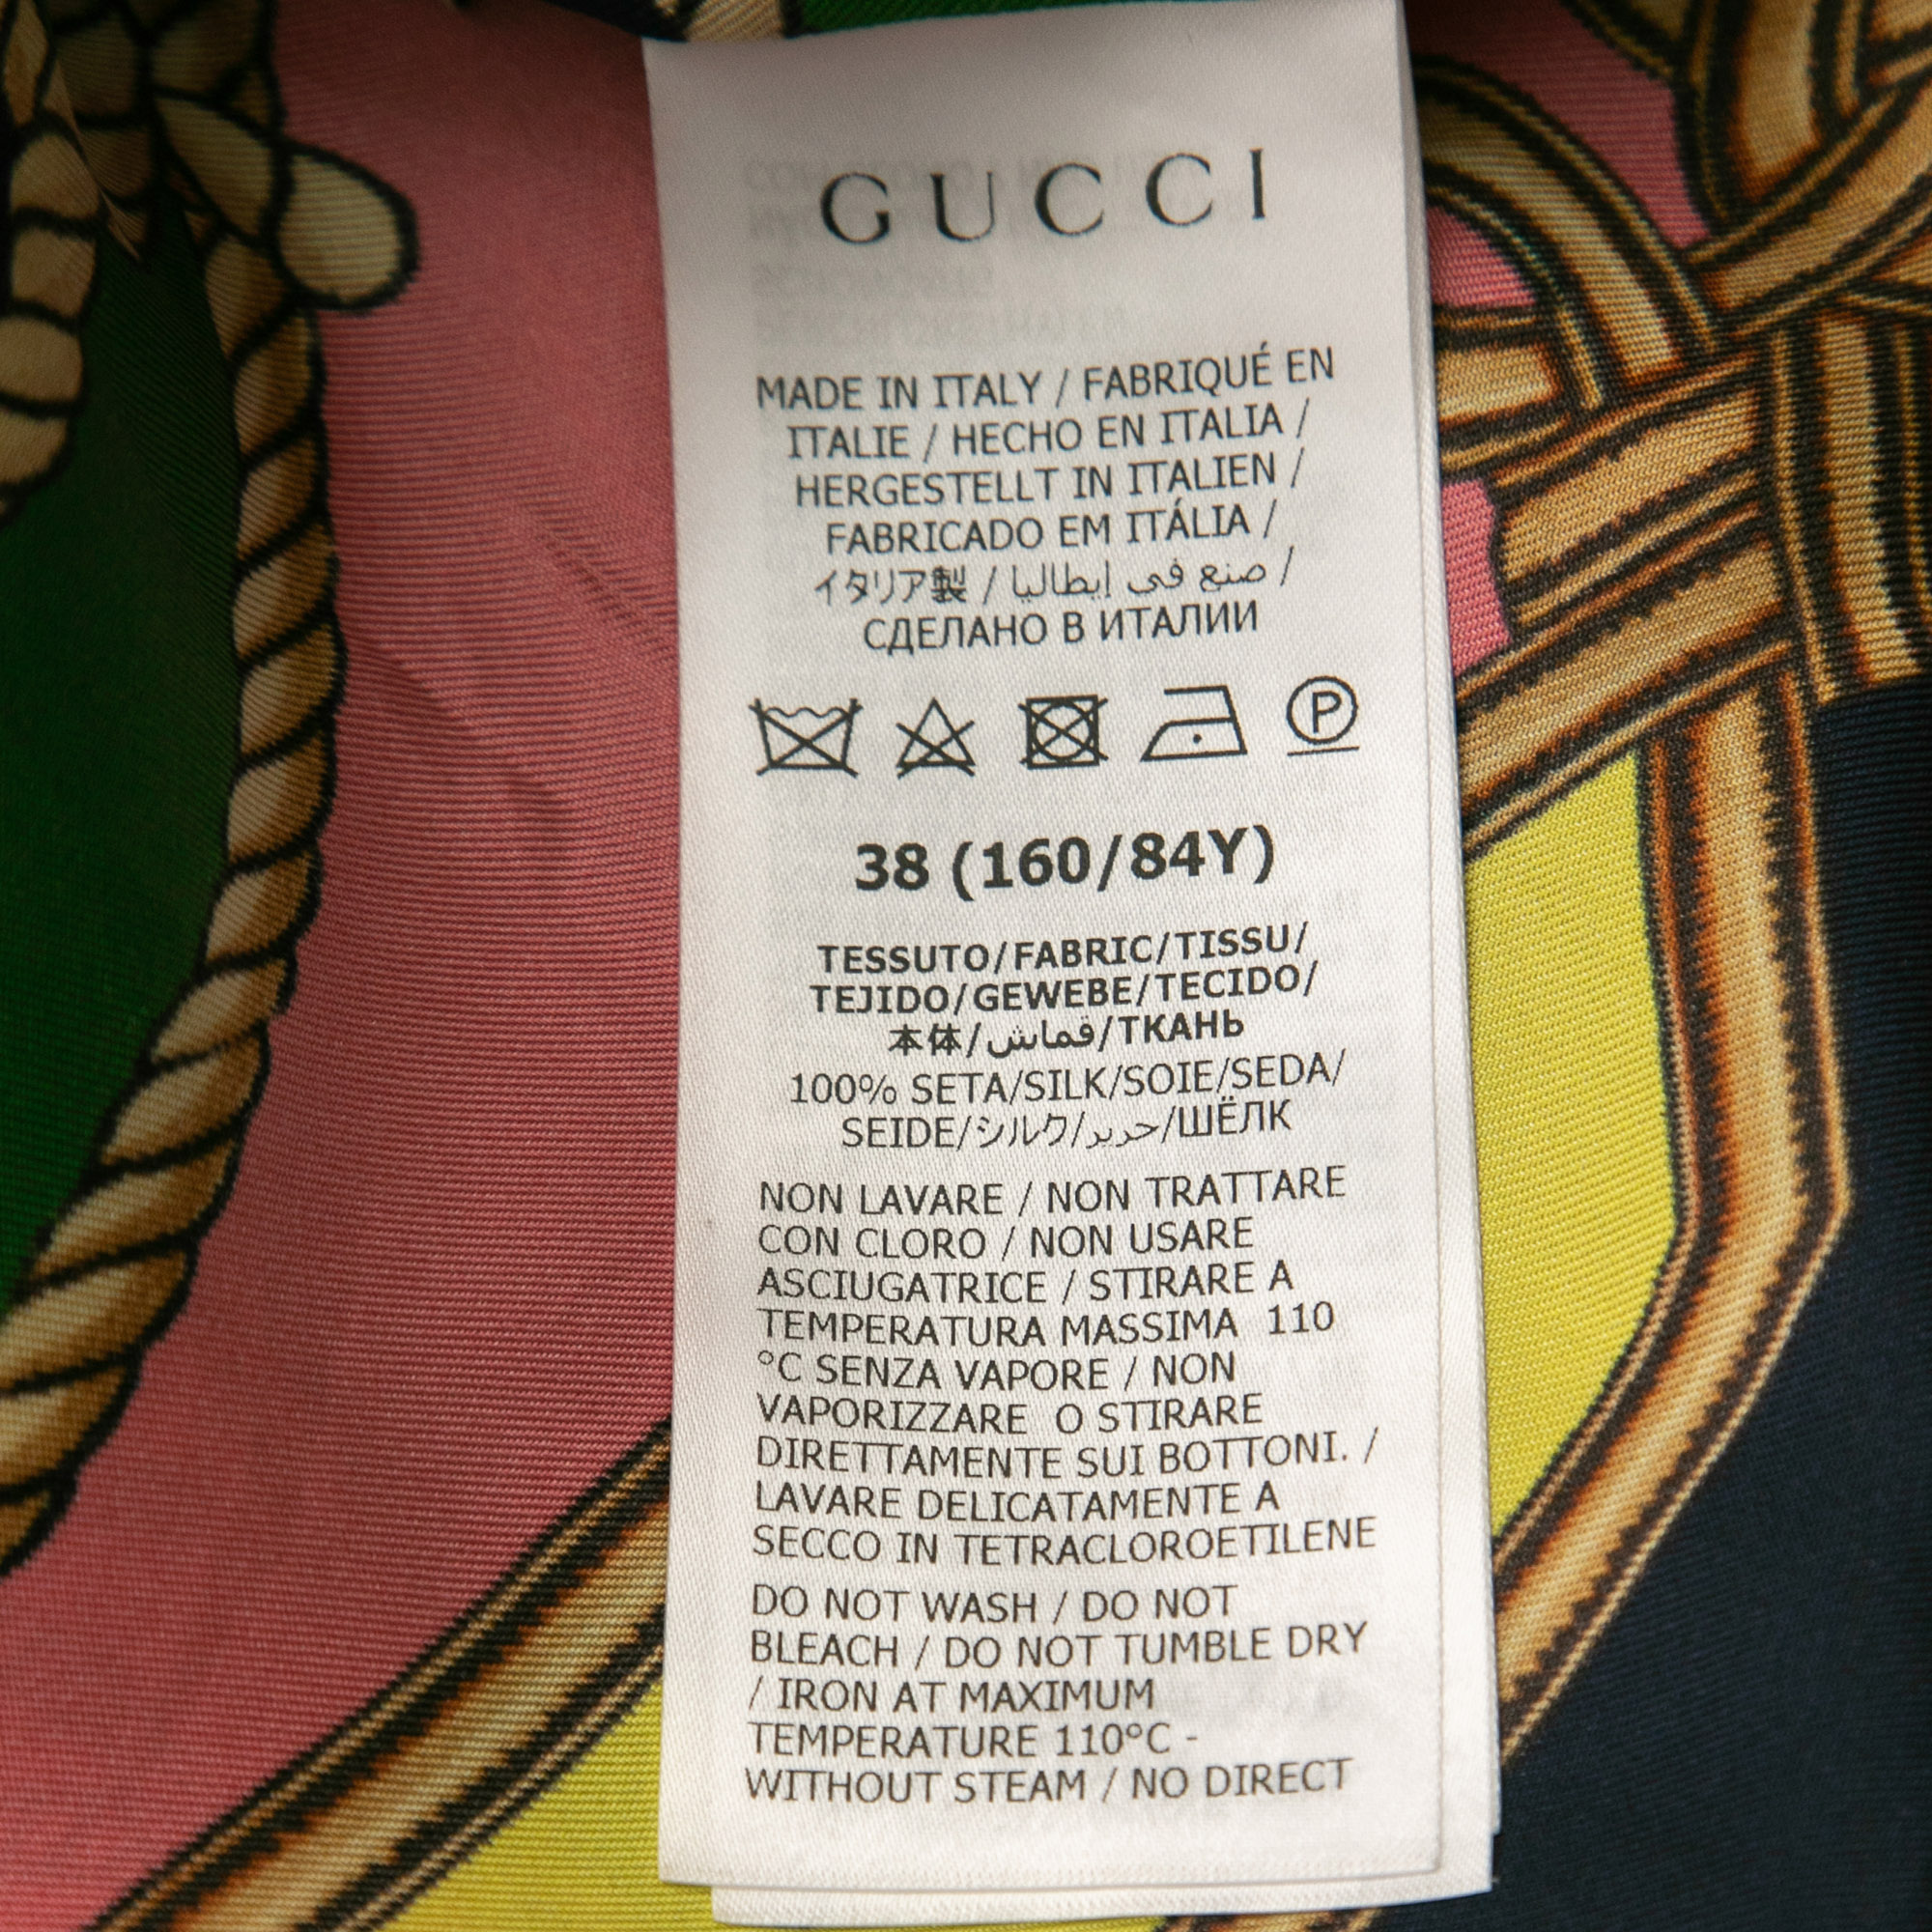 GUCCI
MADE IN ITALY / FABRIQUÉ EN
ITALIE / HECHO EN ITALIA /
HERGESTELLT IN ITALIEN /
FABRICADO EM ITÁLIA /
イタリア製 / صنع في إيطاليا /
СДЕЛАНО В ИТАЛИИ
P
38 (160/84Y)
TESSUTO/FABRIC/TISSU/
TEJIDO/GEWEBE/TECIDO/
本体/قماش/ТКАНЬ
100% SETA/SILK/SOIE/SEDA/
SEIDE/シルク/حرير/ШЁЛК
NON LAVARE / NON TRATTARE
CON CLORO / NON USARE
ASCIUGATRICE / STIRARE A
TEMPERATURA MASSIMA 110
°C SENZA VAPORE / NON
VAPORIZZARE O STIRARE
DIRETTAMENTE SUI BOTTONI. /
LAVARE DELICATAMENTE A
SECCO IN TETRACLOROETILENE
DO NOT WASH / DO NOT
BLEACH / DO NOT TUMBLE DRY
/ IRON AT MAXIMUM
TEMPERATURE 110°C -
WITHOUT STEAM / NO DIRECT